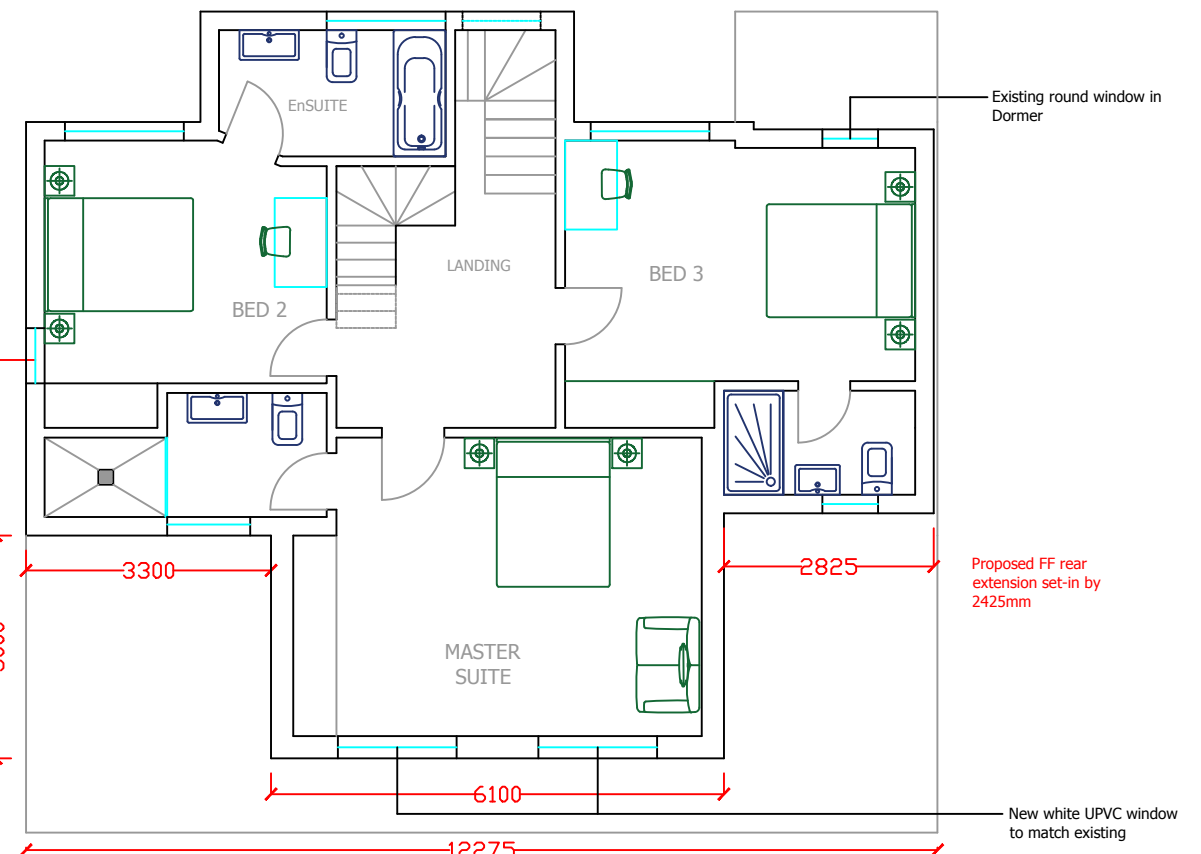 Existing round window in
Dormer
EnSUITE
LANDING
BED 3
BED 2
3300
2825
Proposed FF rear
extension set-in by
2425mm
MASTER
SUITE
6100
New white UPVC window
to match existing
12275